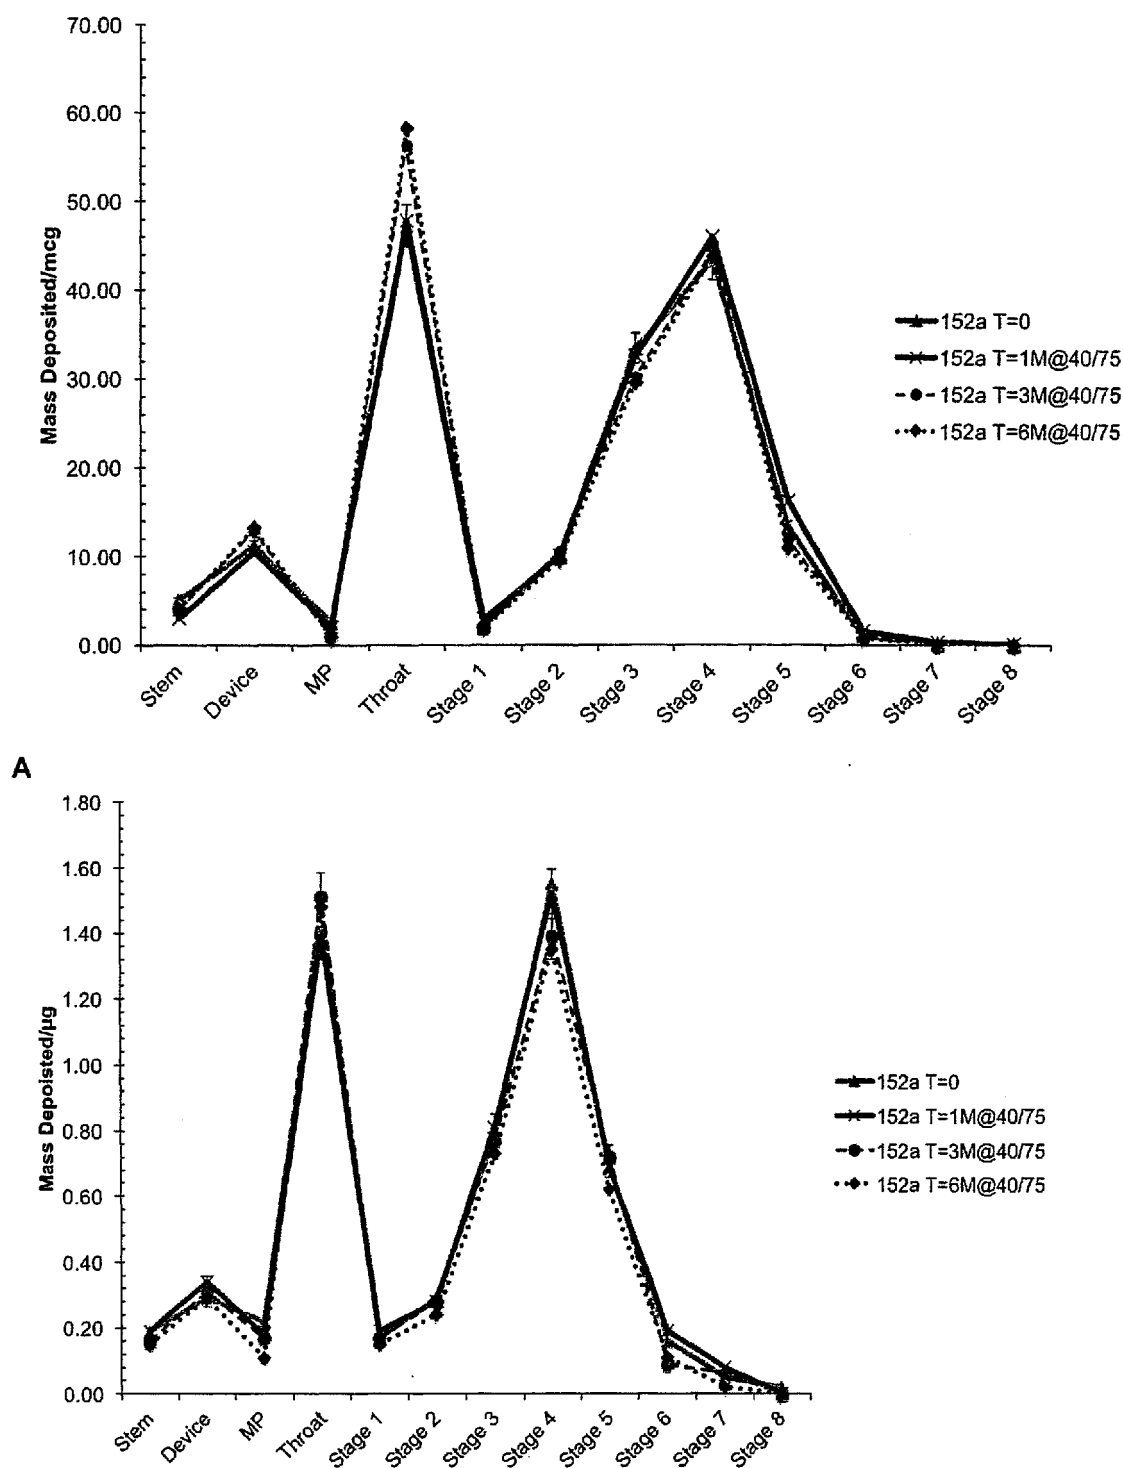 70.00
60.00
50.00
40.00
30.00
20.00
10.00
0.00
Mass Deposited/mcg
152a T=0
152a T=1M@40/75
152a T=3M@40/75
152a T=6M@40/75
Stem
Device
MP
Throat
Stage 1
Stage 2
Stage 3
Stage 4
Stage 5
Stage 6
Stage 7
Stage 8
A
1.80
1.60
1.40
1.20
1.00
0.80
0.60
0.40
0.20
0.00
Mass Depoisted/µg
152a T=0
152a T=1M@40/75
152a T=3M@40/75
152a T=6M@40/75
Stem
Device
MP
Throat
Stage 1
Stage 2
Stage 3
Stage 4
Stage 5
Stage 6
Stage 7
Stage 8